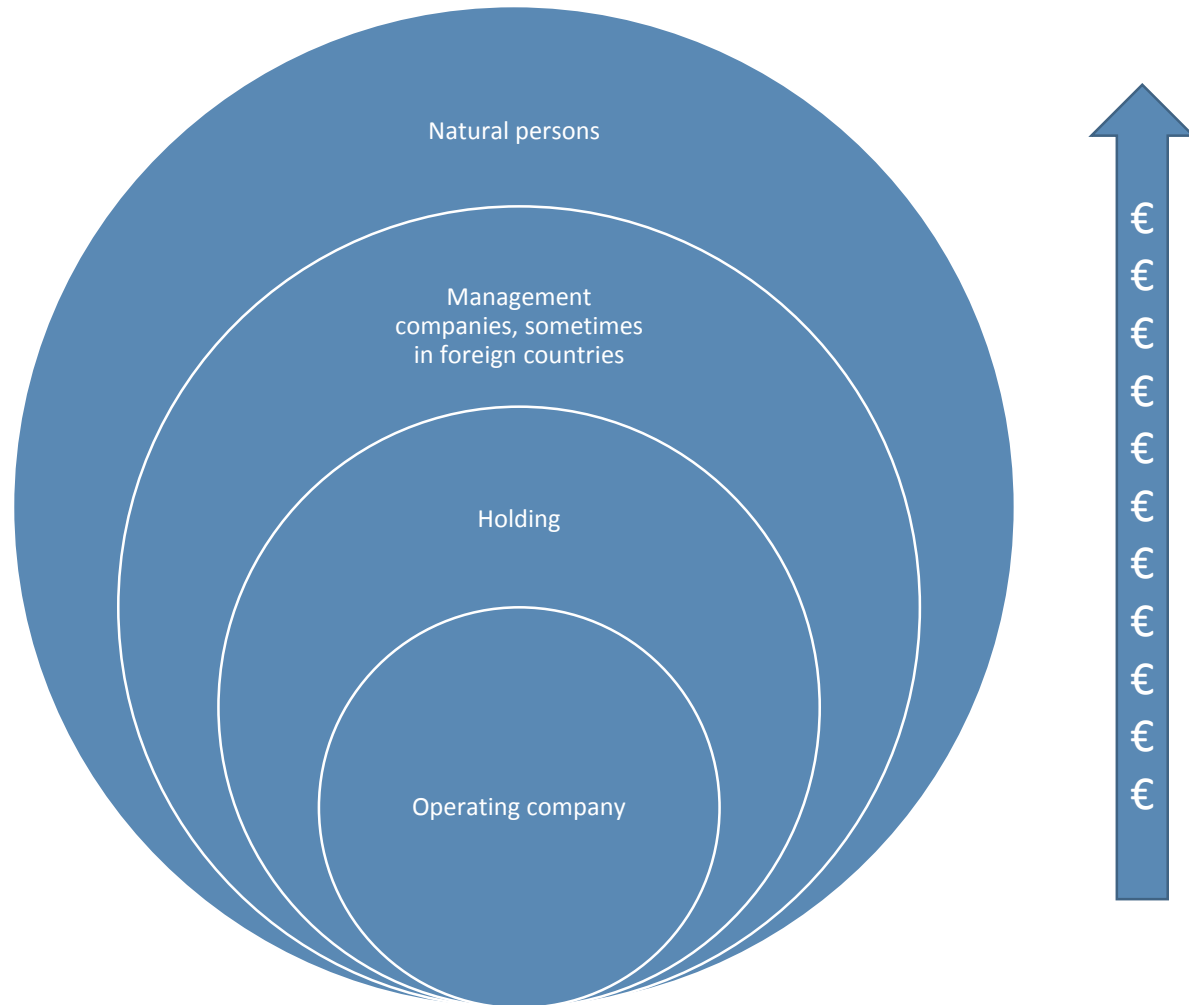 Natural persons
Management
companies, sometimes
in foreign countries
Holding
Operating company
€
€
€
€
€
€
€
€
€
€
€